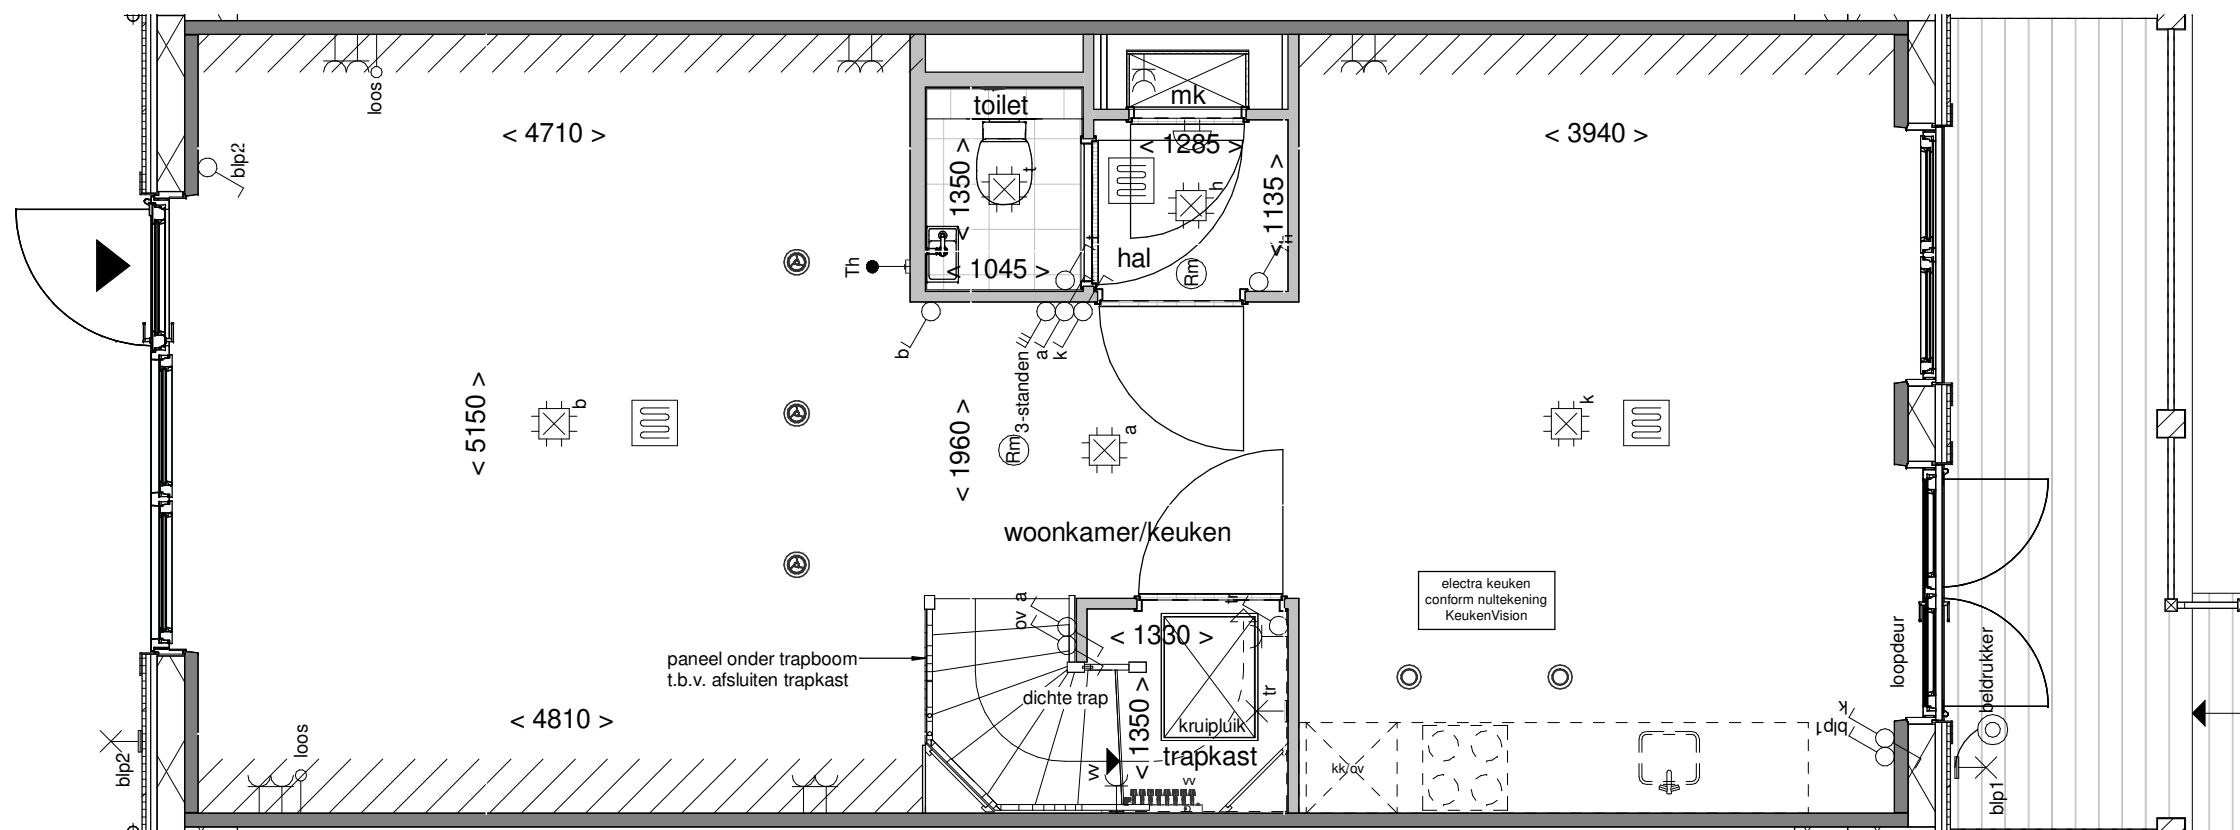 loos
blp2
< 4710 >
toilet
mk
< 1285 >
< 3940 >
< 1350 >
t
h
< 1135 >
t
h
hal
Rm
Th
< 1045 >
b
3-standen
a
k
< 5150 >
b
< 1960 >
Rm
a
k
woonkamer/keuken
electra keuken
conform nultekening
KeukenVision
ov
a
tr
< 1330 >
paneel onder trapboom
t.b.v. afsluiten trapkast
dichte trap
< 1350 >
tr
kruipluik
trapkast
vv
vv
< 4810 >
loos
blp2
kk/ov
loopdeur
beldrukker
k
blp1
blp1